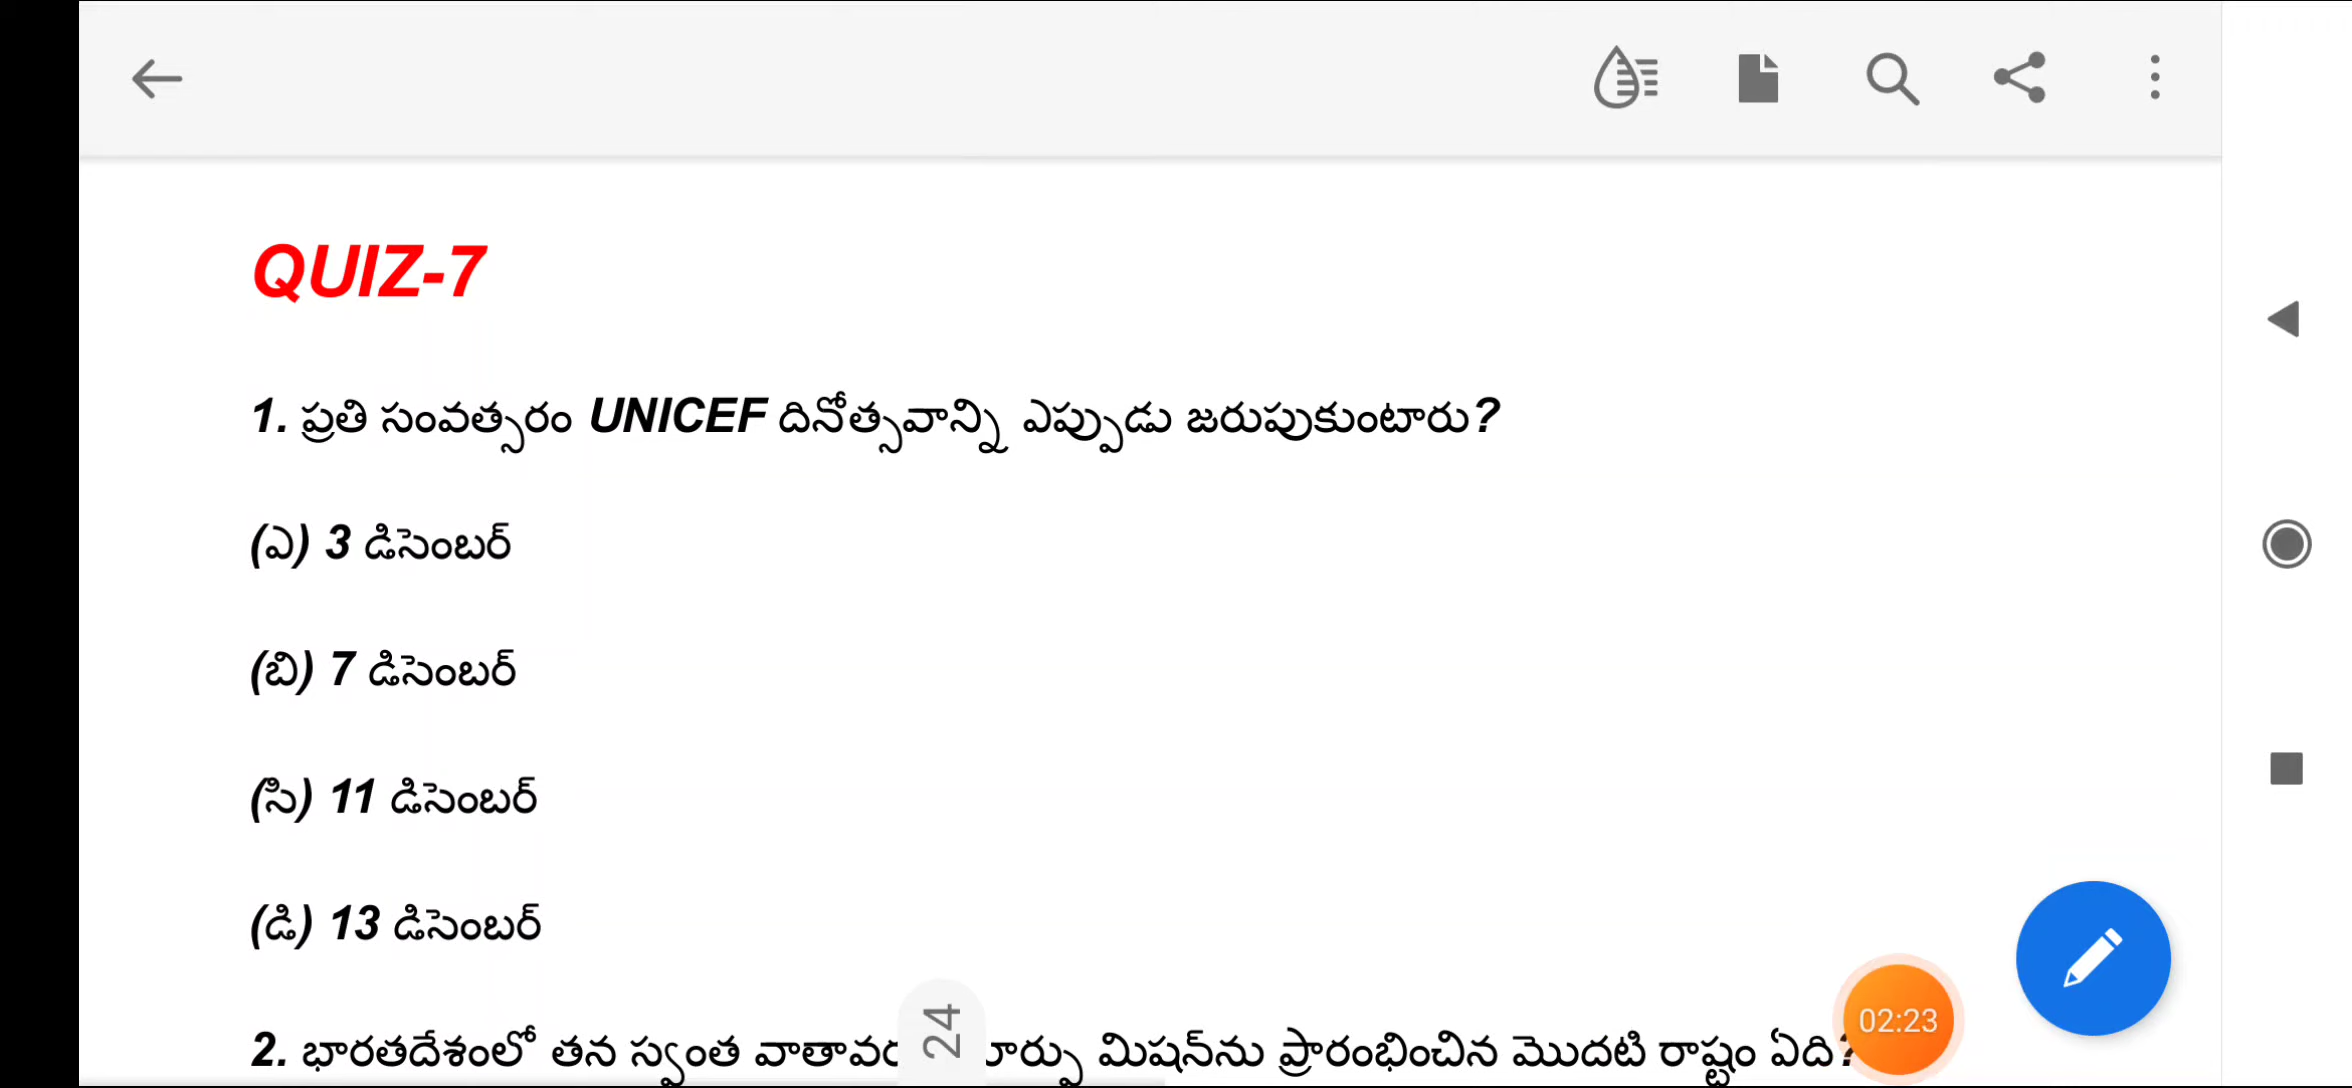 QUIZ-7
1. ప్రతి సంవత్సరం UNICEF దినోత్సవాన్ని ఎప్పుడు జరుపుకుంటారు?
(ఎ) 3 డిసెంబర్
(బి) 7 డిసెంబర్
(సి) 11 డిసెంబర్
(డి) 13 డిసెంబర్
2. భారతదేశంలో తన స్వంత మిషన్‌ను ప్రారంభించిన మొదటి రాష్ట్రం ఏది?
24
02:23